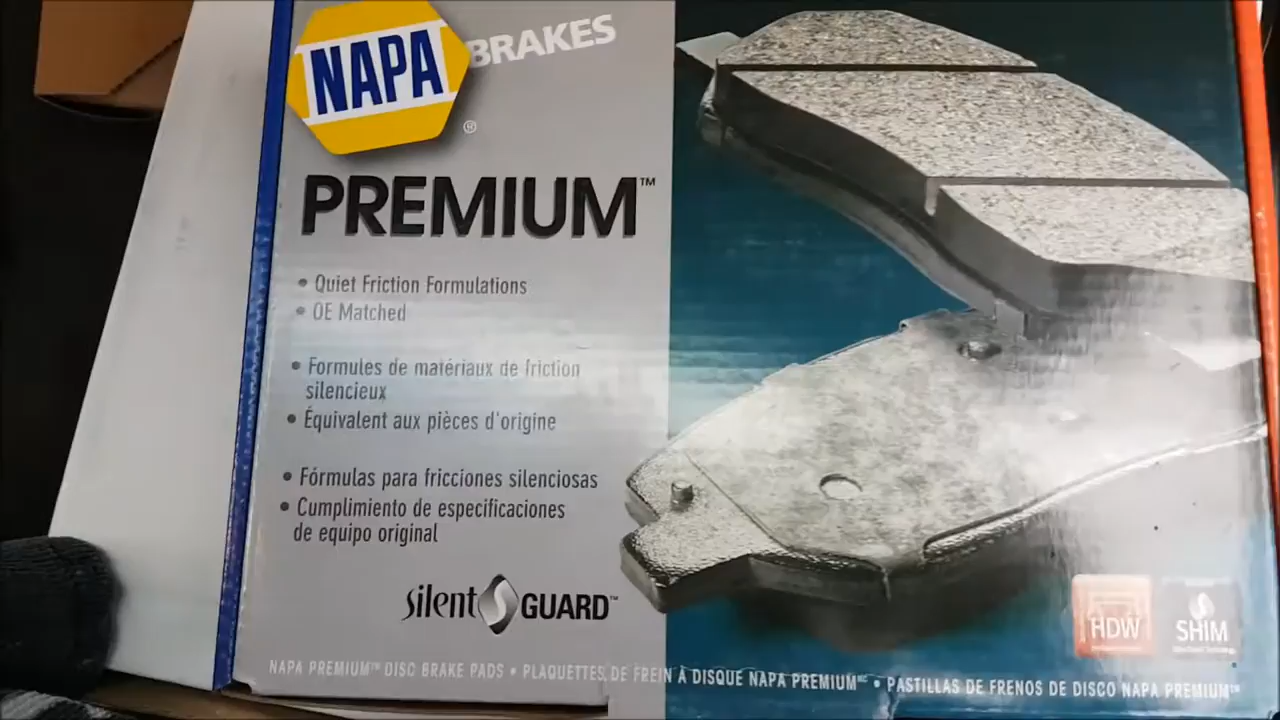 NAPA BRAKES
®
PREMIUM™
• Quiet Friction Formulations
• OE Matched
• Formules de matériaux de friction
silencieux
• Équivalent aux pièces d'origine
• Fórmulas para fricciones silenciosas
• Cumplimiento de especificaciones
de equipo original
silent GUARD™
HDW
SHIM
NAPA PREMIUM™ DISC BRAKE PADS • PLAQUETTES DE FREIN À DISQUE NAPA PREMIUM • PASTILLAS DE FRENOS DE DISCO NAPA PREMIUM™